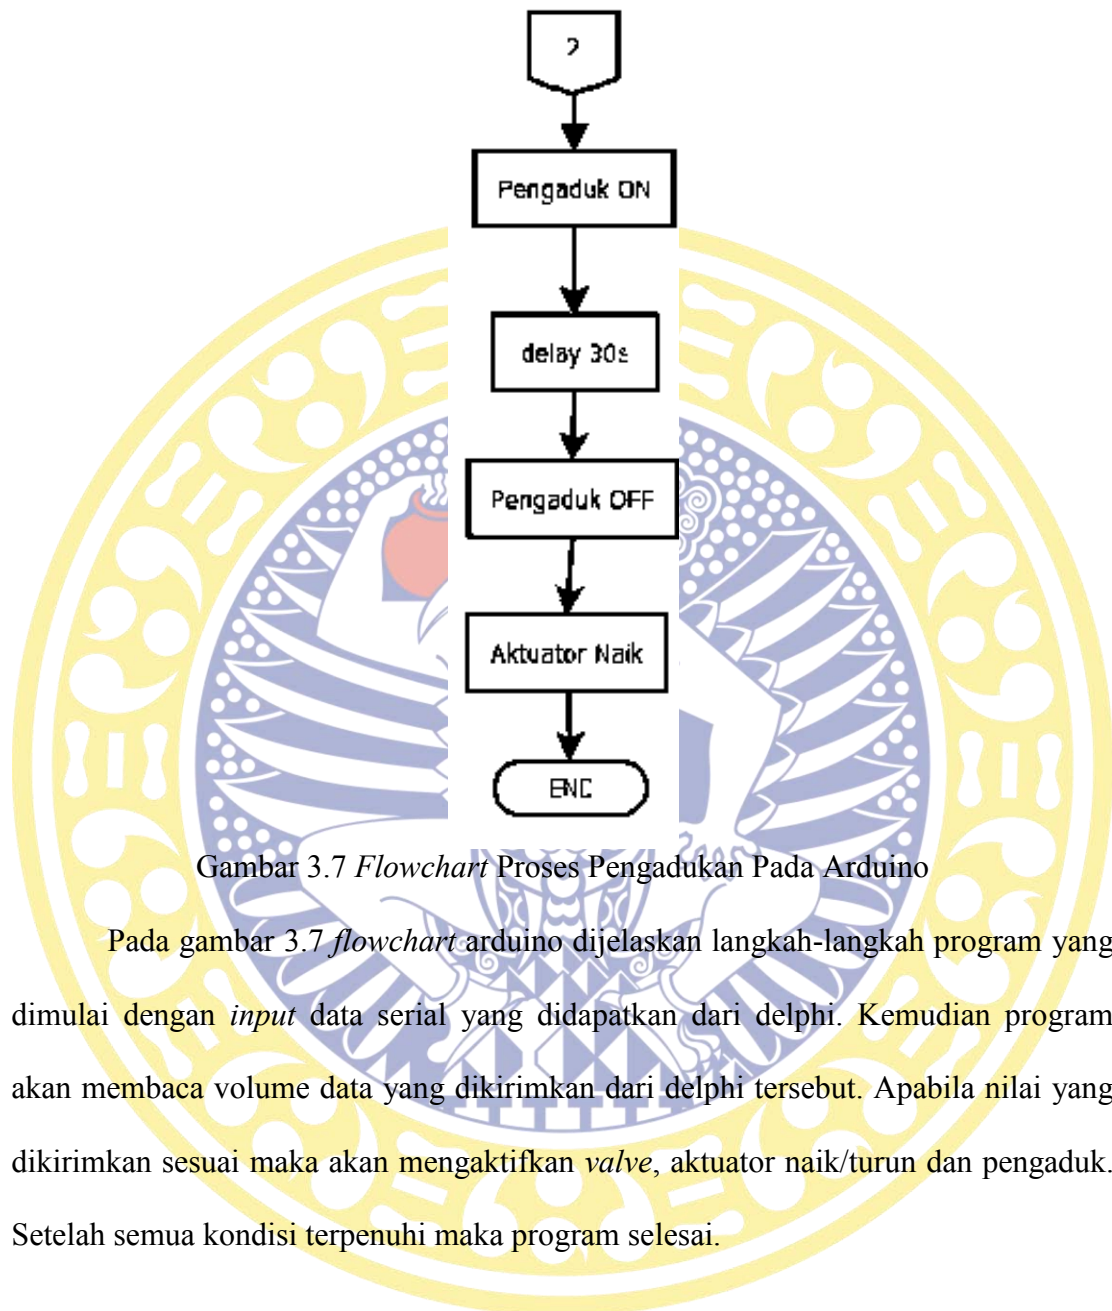 2
Pengaduk ON
delay 30s
Pengaduk OFF
Aktuator Naik
END
Gambar 3.7 Flowchart Proses Pengadukan Pada Arduino
Pada gambar 3.7 flowchart arduino dijelaskan langkah-langkah program yang
dimulai dengan input data serial yang didapatkan dari delphi. Kemudian program
akan membaca volume data yang dikirimkan dari delphi tersebut. Apabila nilai yang
dikirimkan sesuai maka akan mengaktifkan valve, aktuator naik/turun dan pengaduk.
Setelah semua kondisi terpenuhi maka program selesai.